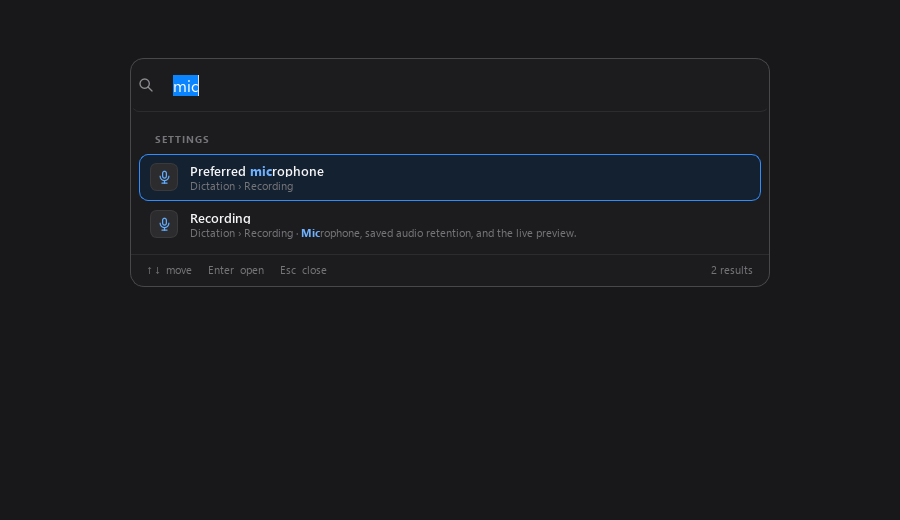 mic
SETTINGS
Preferred microphone
Dictation › Recording
Recording
Dictation › Recording · Microphone, saved audio retention, and the live preview.
↑ ↓ move Enter open Esc close 2 results